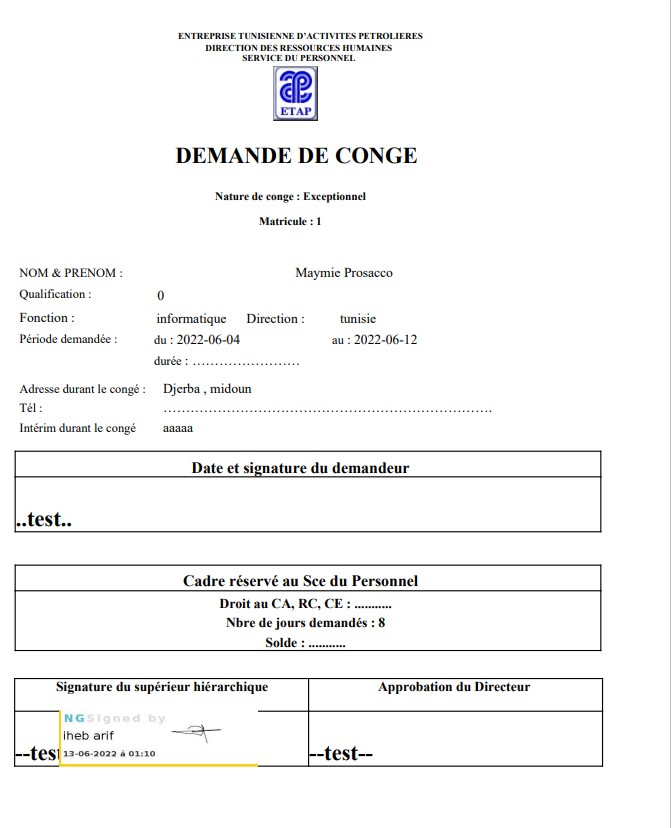 ENTREPRISE TUNISIENNE D'ACTIVITES PETROLIERES
DIRECTION DES RESSOURCES HUMAINES
SERVICE DU PERSONNEL
ETAP
DEMANDE DE CONGE
Nature de conge : Exceptionnel
Matricule : 1
NOM & PRENOM : Maymie Prosacco
Qualification : 0
Fonction : informatique Direction : tunisie
Période demandée : du : 2022-06-04 au : 2022-06-12
durée : ……………………
Adresse durant le congé : Djerba , midoun
Tél : ………………………………………………………………
Intérim durant le congé aaaaa
Date et signature du demandeur
..test..
Cadre réservé au Sce du Personnel
Droit au CA, RC, CE : ...........
Nbre de jours demandés : 8
Solde : ...........
Signature du supérieur hiérarchique Approbation du Directeur
NGSigned by
iheb arif
--test --test--
13-06-2022 à 01:10